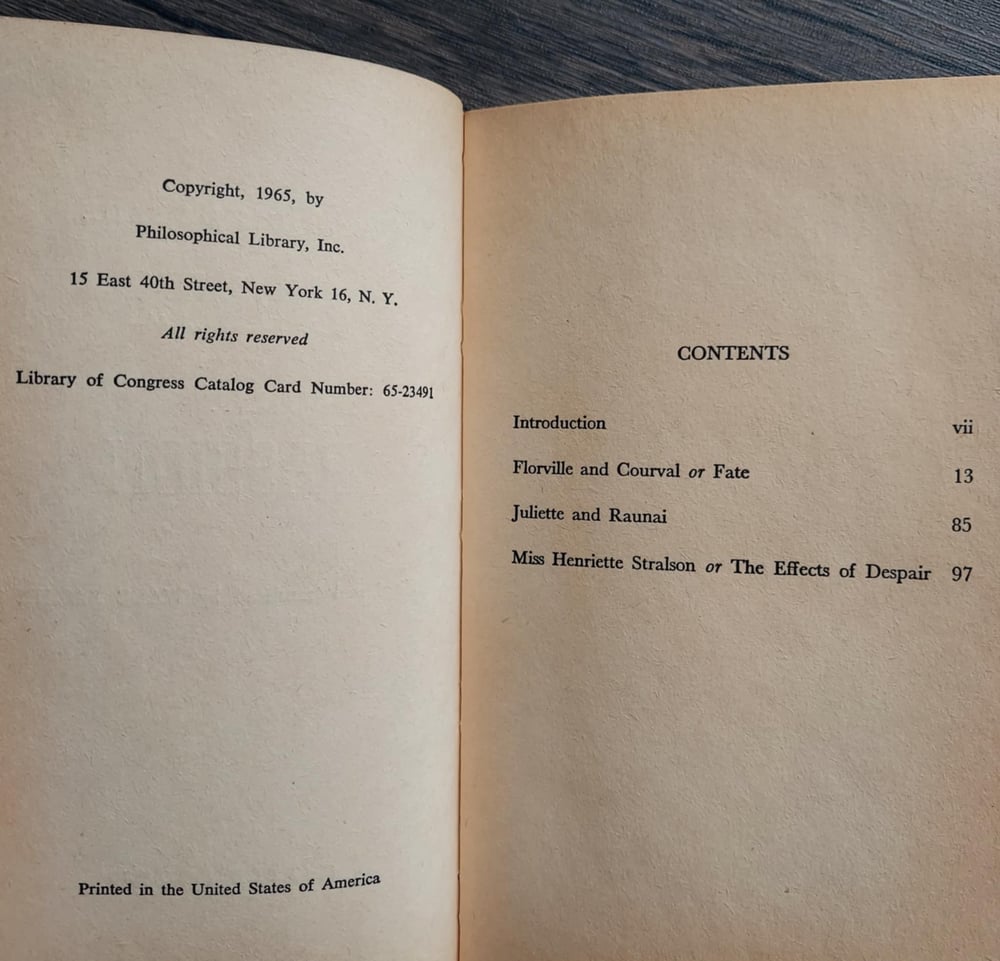 Copyright, 1965, by
Philosophical Library, Inc.
15 East 40th Street, New York 16, N. Y.
All rights reserved
Library of Congress Catalog Card Number: 65-23491
Printed in the United States of America
CONTENTS
Introduction vii
Florville and Courval or Fate 13
Juliette and Raunai 85
Miss Henriette Stralson or The Effects of Despair 97